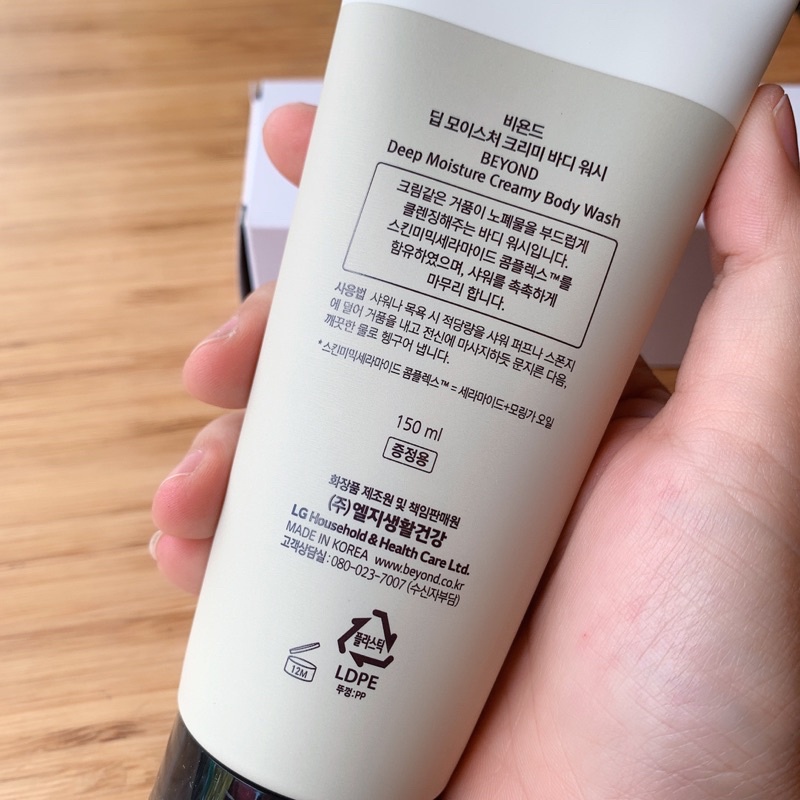 비욘드
딥 모이스처 크리미 바디 워시
BEYOND
Deep Moisture Creamy Body Wash
크림같은 거품이 노폐물을 부드럽게
클렌징해주는 바디 워시입니다.
스킨미믹세라마이드 콤플렉스™를
함유하였으며, 샤워를 촉촉하게
마무리 합니다.
사용법 샤워나 목욕 시 적당량을 샤워 퍼프나 스폰지
에 덜어 거품을 내고 전신에 마사지하듯 문지른 다음,
깨끗한 물로 헹구어 냅니다.
*스킨미믹세라마이드 콤플렉스™ = 세라마이드+모링가 오일
150 ml
증정용
화장품 제조원 및 책임판매원
(주)엘지생활건강
LG Household & Health Care Ltd.
MADE IN KOREA www.beyond.co.kr
고객상담실 : 080-023-7007 (수신자부담)
플라스틱
12M
LDPE
뚜껑:PP